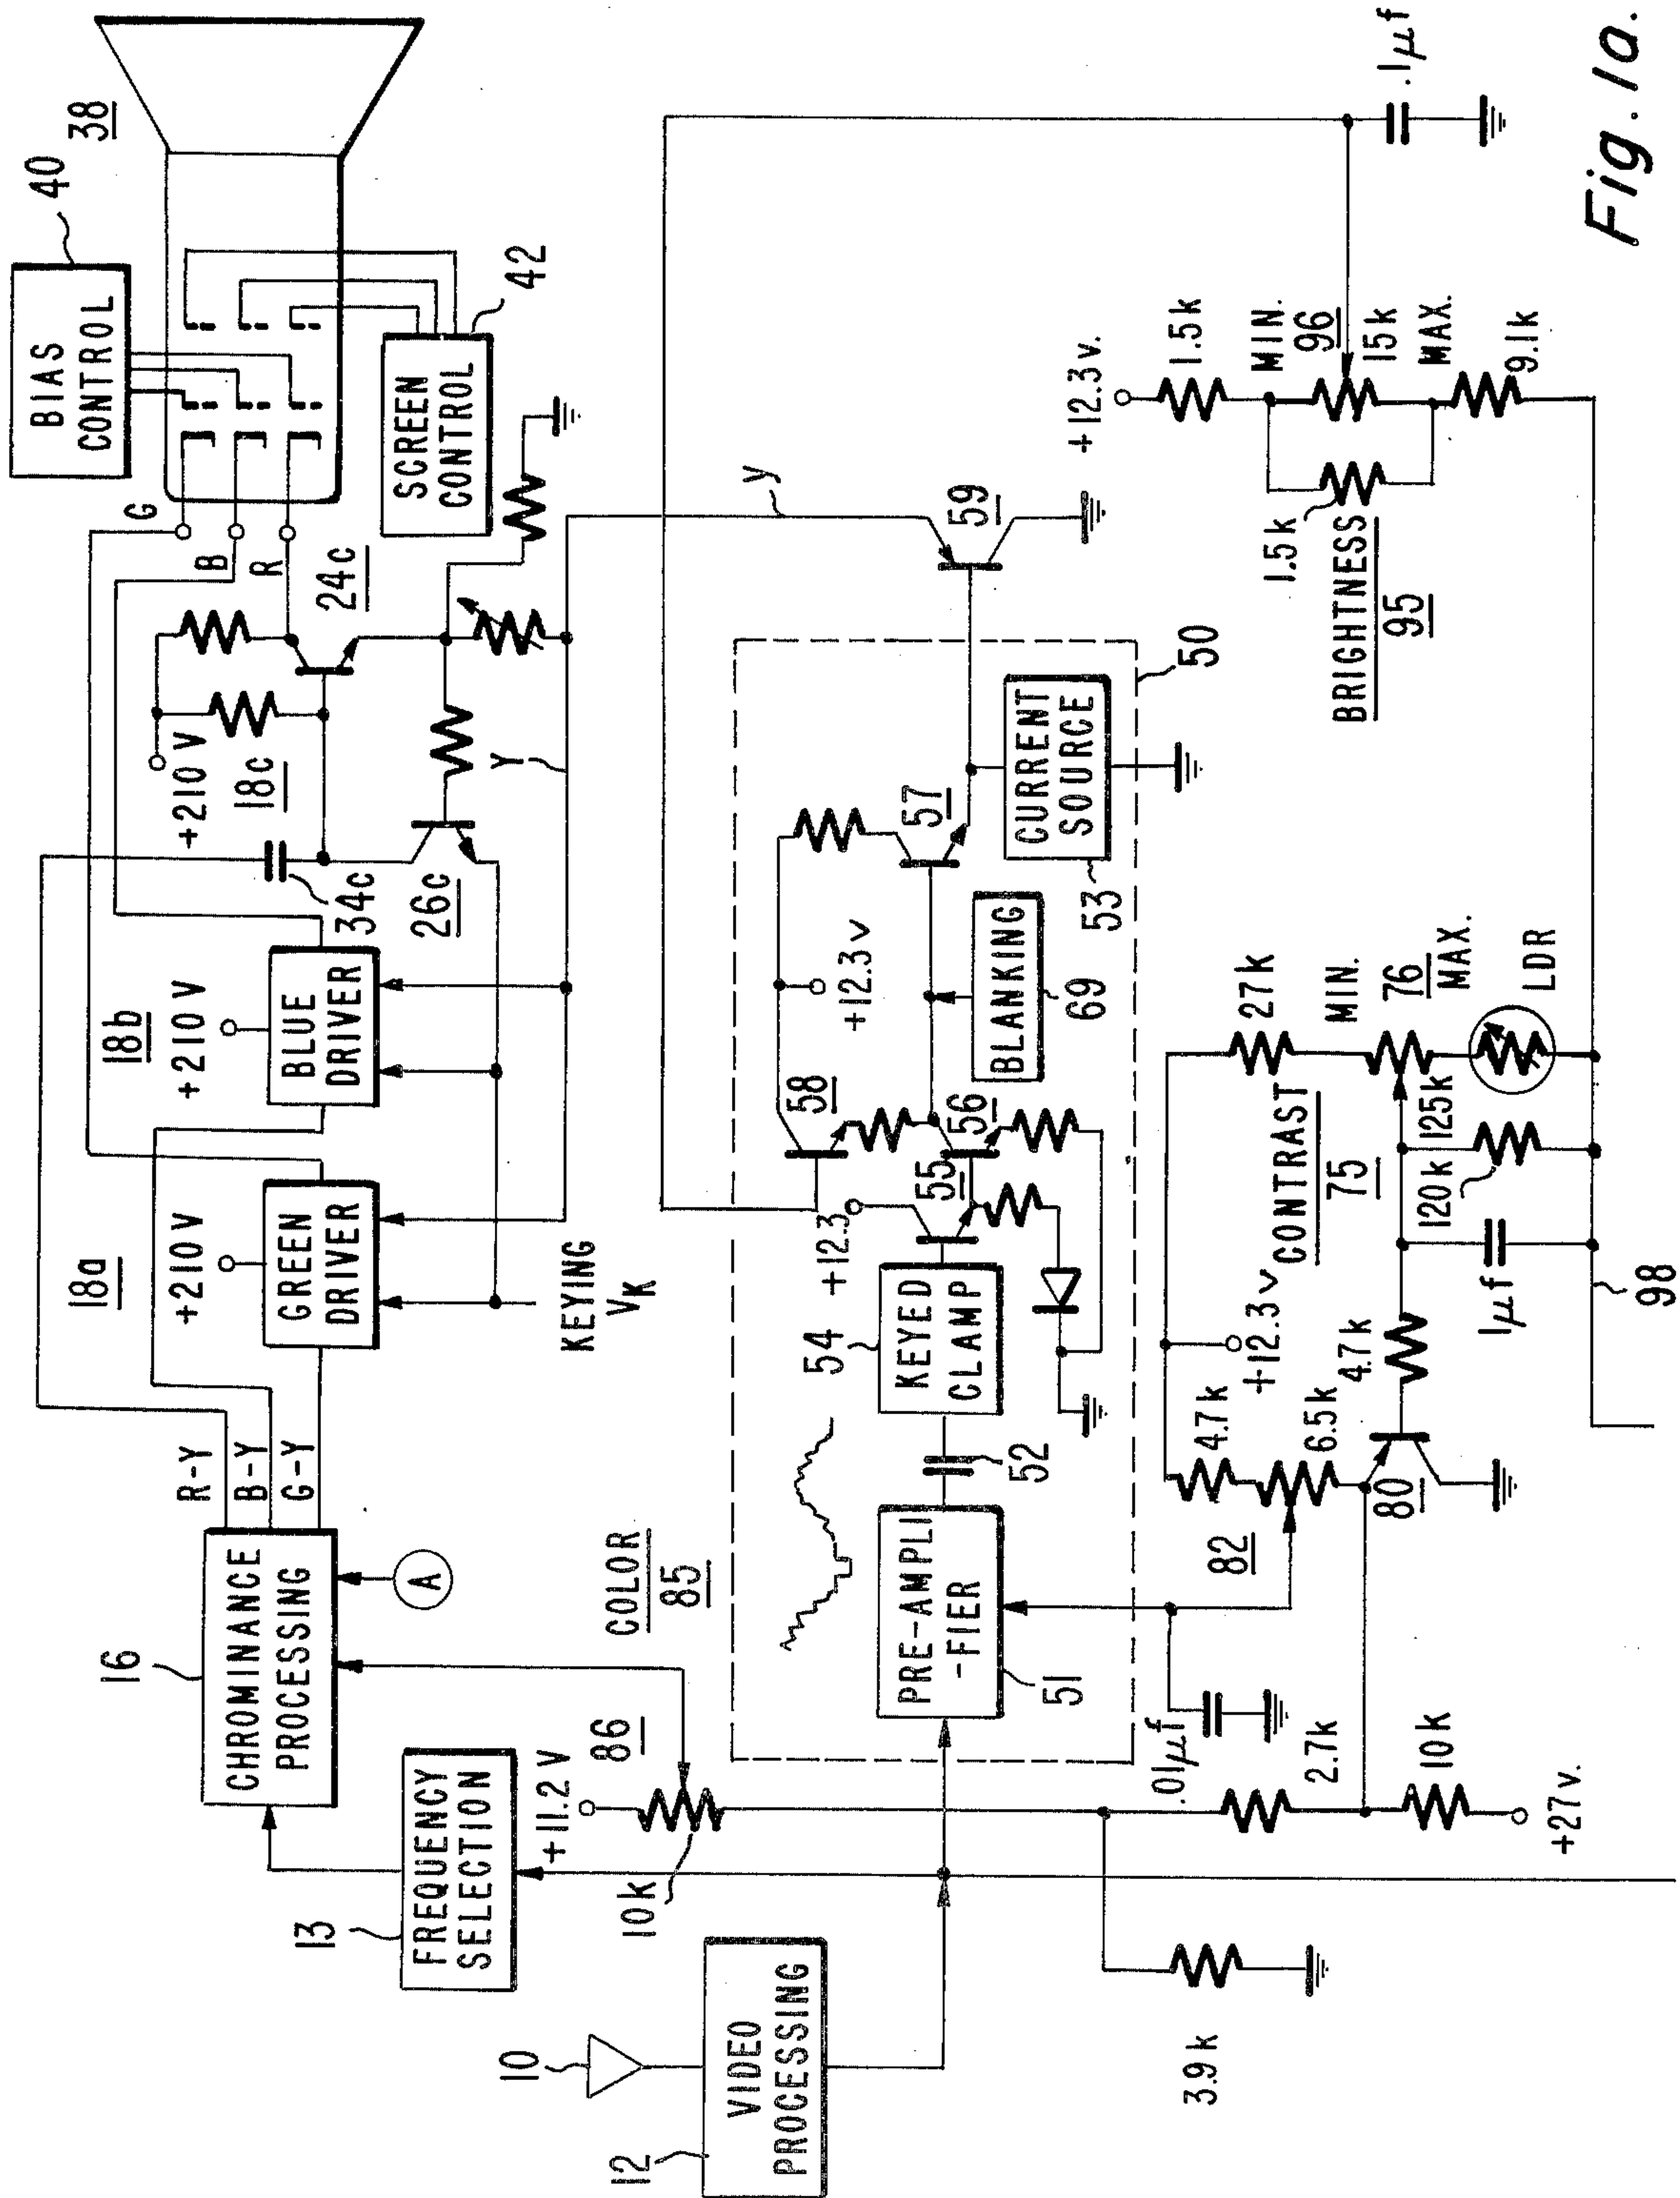 40
BIAS
CONTROL
38
G
B
R
24c
SCREEN
CONTROL
42
+210 V
18c
34c
26c
Y
18b
+210 V
BLUE
DRIVER
18a
+210 V
GREEN
DRIVER
KEYING
VK
R-Y
B-Y
G-Y
16
CHROMINANCE
PROCESSING
A
13
FREQUENCY
SELECTION
COLOR
85
86
+11.2 V
10k
10
12
VIDEO
PROCESSING
3.9k
y
59
50
57
CURRENT
SOURCE
53
+12.3v
BLANKING
69
58
56
55
+12.3
54
KEYED
CLAMP
52
PRE-AMPLI
-FIER
51
.01μf
2.7k
10k
+27v.
82
4.7k
6.5k
80
+12.3v
4.7k
CONTRAST
75
27k
MIN.
76
MAX.
125k
120k
1μf
LDR
98
+12.3v.
1.5k
MIN.
96
15k
MAX.
9.1k
1.5k
BRIGHTNESS
95
.1μf
Fig. 1a.